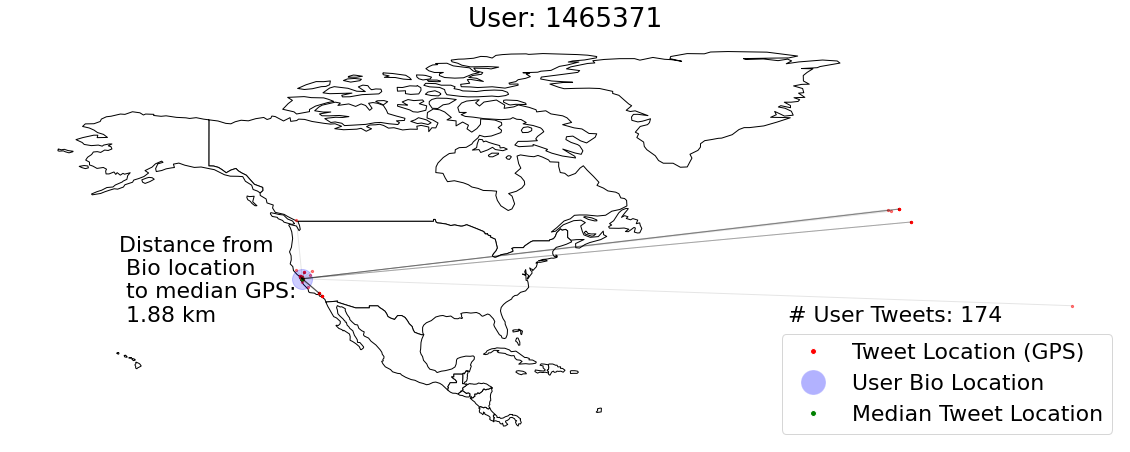 User: 1465371
Distance from
Bio location
to median GPS:
1.88 km
# User Tweets: 174
Tweet Location (GPS)
User Bio Location
Median Tweet Location